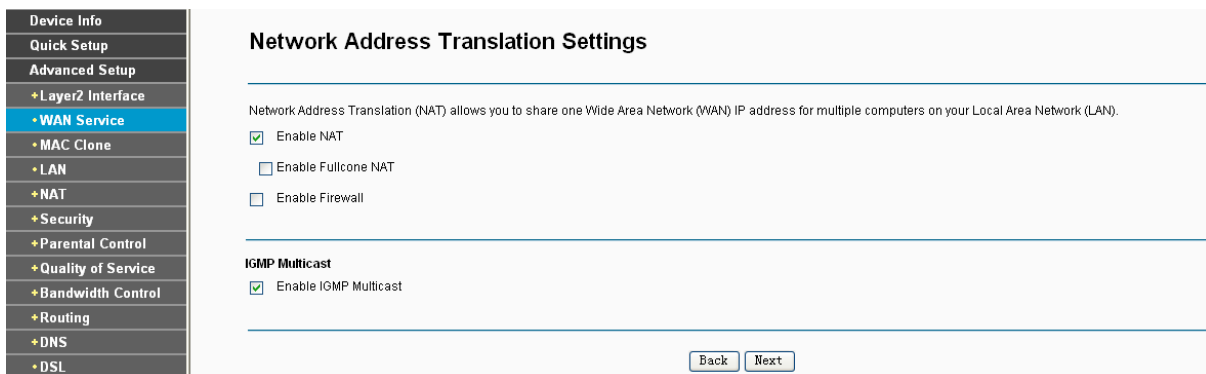 Device Info
Quick Setup
Advanced Setup
+Layer2 Interface
•WAN Service
•MAC Clone
•LAN
+NAT
+Security
+Parental Control
+Quality of Service
+Bandwidth Control
+Routing
+DNS
•DSL
Network Address Translation Settings
Network Address Translation (NAT) allows you to share one Wide Area Network (WAN) IP address for multiple computers on your Local Area Network (LAN).
Enable NAT
Enable Fullcone NAT
Enable Firewall
IGMP Multicast
Enable IGMP Multicast
Back Next